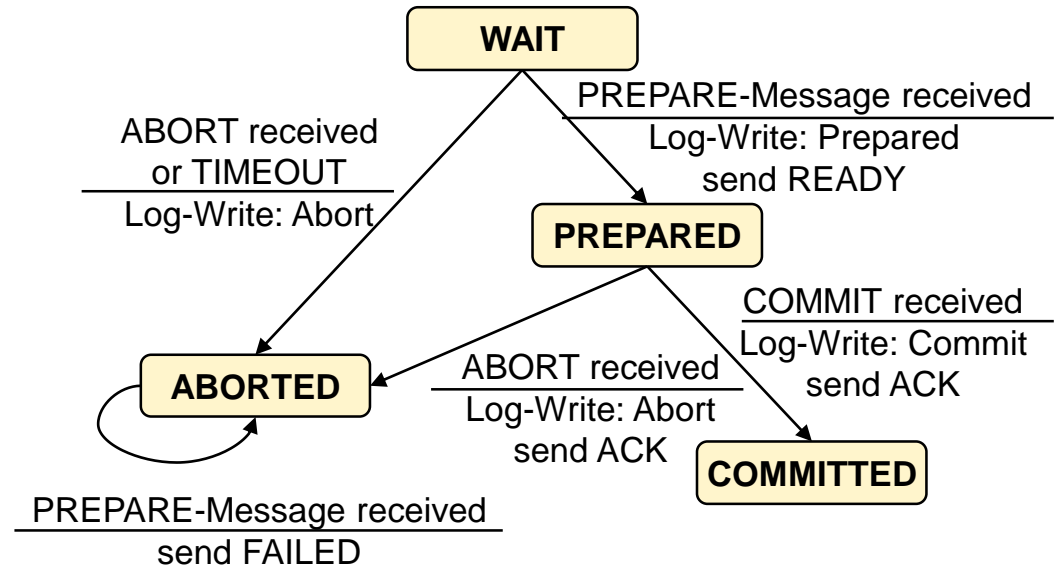 WAIT
PREPARE-Message received
Log-Write: Prepared
send READY
ABORT received
or TIMEOUT
Log-Write: Abort
PREPARED
COMMIT received
Log-Write: Commit
send ACK
ABORTED
ABORT received
Log-Write: Abort
send ACK
COMMITTED
PREPARE-Message received
send FAILED